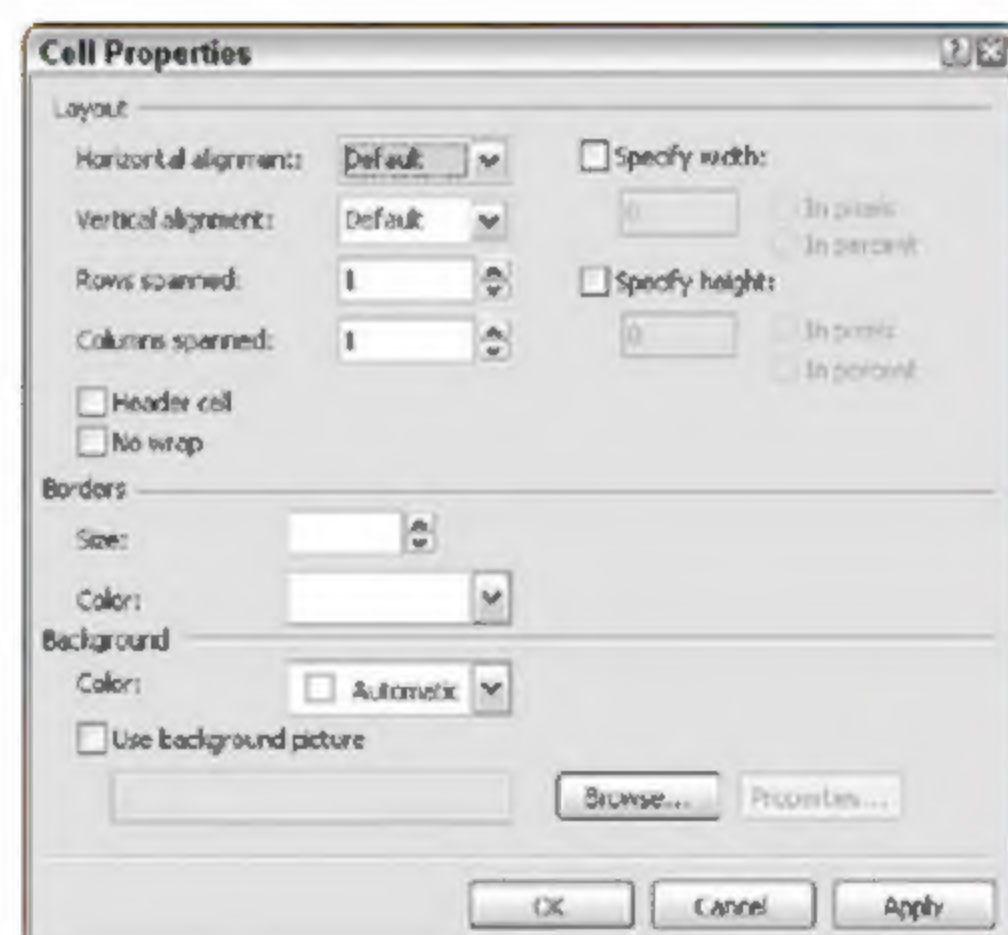 Cell Properties
Layout
Horizontal alignment: Default
Specify width:
Vertical alignment: Default
0
In pixels
In percent
Rows spanned: 1
Specify height:
Columns spanned: 1
0
In pixels
In percent
Header cell
No wrap
Borders
Size:
Color:
Background
Color: Automatic
Use background picture
Browse... Properties...
OK Cancel Apply